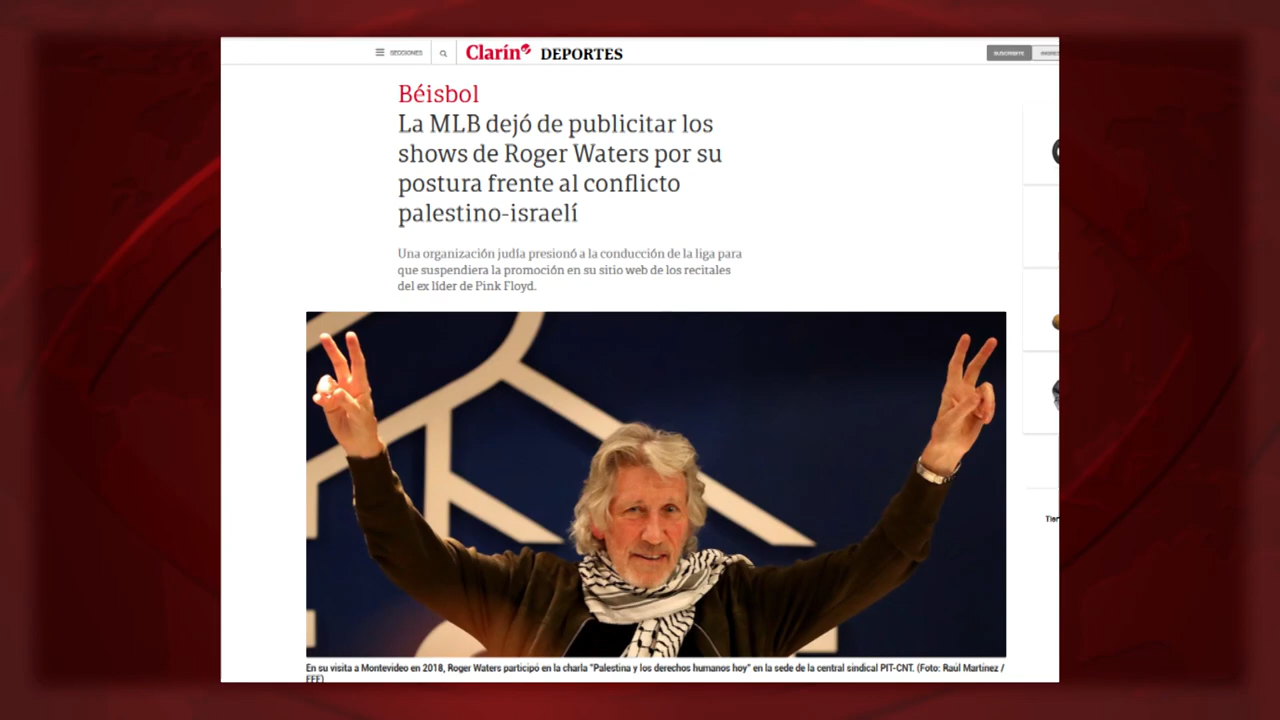 SECCIONES
Clarín DEPORTES
SUSCRIBITE
Béisbol
La MLB dejó de publicitar los
shows de Roger Waters por su
postura frente al conflicto
palestino-israelí
Una organización judía presionó a la conducción de la liga para
que suspendiera la promoción en su sitio web de los recitales
del ex líder de Pink Floyd.
En su visita a Montevideo en 2018, Roger Waters participó en la charla "Palestina y los derechos humanos hoy" en la sede de la central sindical PIT-CNT. (Foto: Raúl Martínez /
EFE)